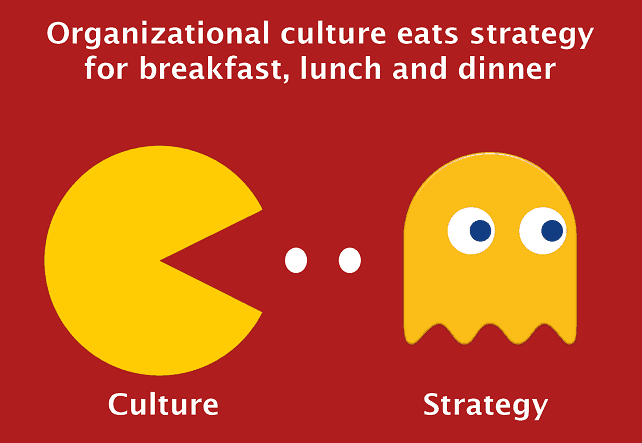 Organizational culture eats strategy
for breakfast, lunch and dinner
Culture
Strategy